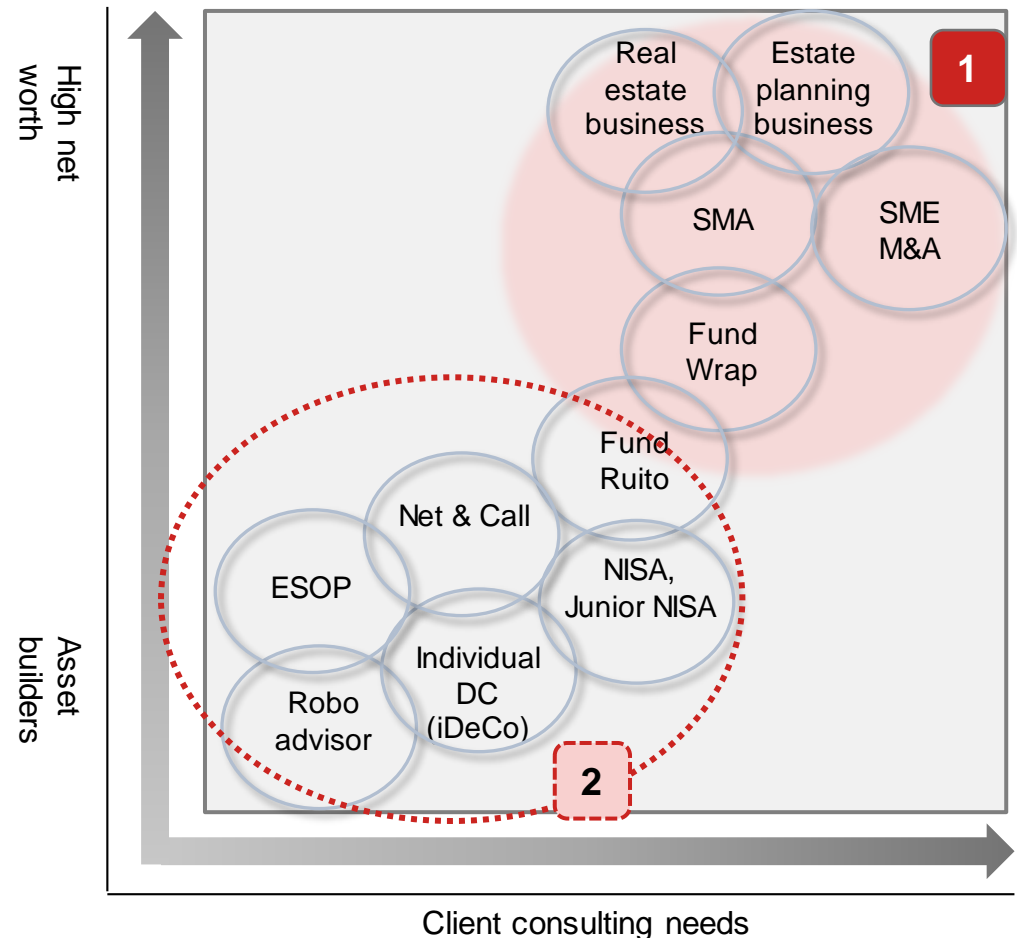 High net
worth
Asset
builders
1
Real
estate
business
Estate
planning
business
SMA
SME
M&A
Fund
Wrap
Fund
Ruito
Net & Call
NISA,
Junior NISA
ESOP
Individual
DC
(iDeCo)
Robo
advisor
2
Client consulting needs